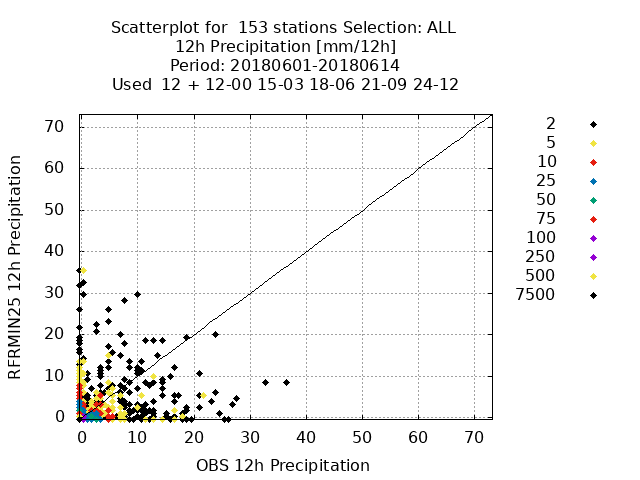 Scatterplot for  153 stations Selection: ALL
12h Precipitation [mm/12h]
Period: 20180601-20180614
Used  12 + 12-00 15-03 18-06 21-09 24-12
RFRMIN25 12h Precipitation
70
60
50
40
30
20
10
0
0 10 20 30 40 50 60 70
OBS 12h Precipitation
2
5
10
25
50
75
100
250
500
7500